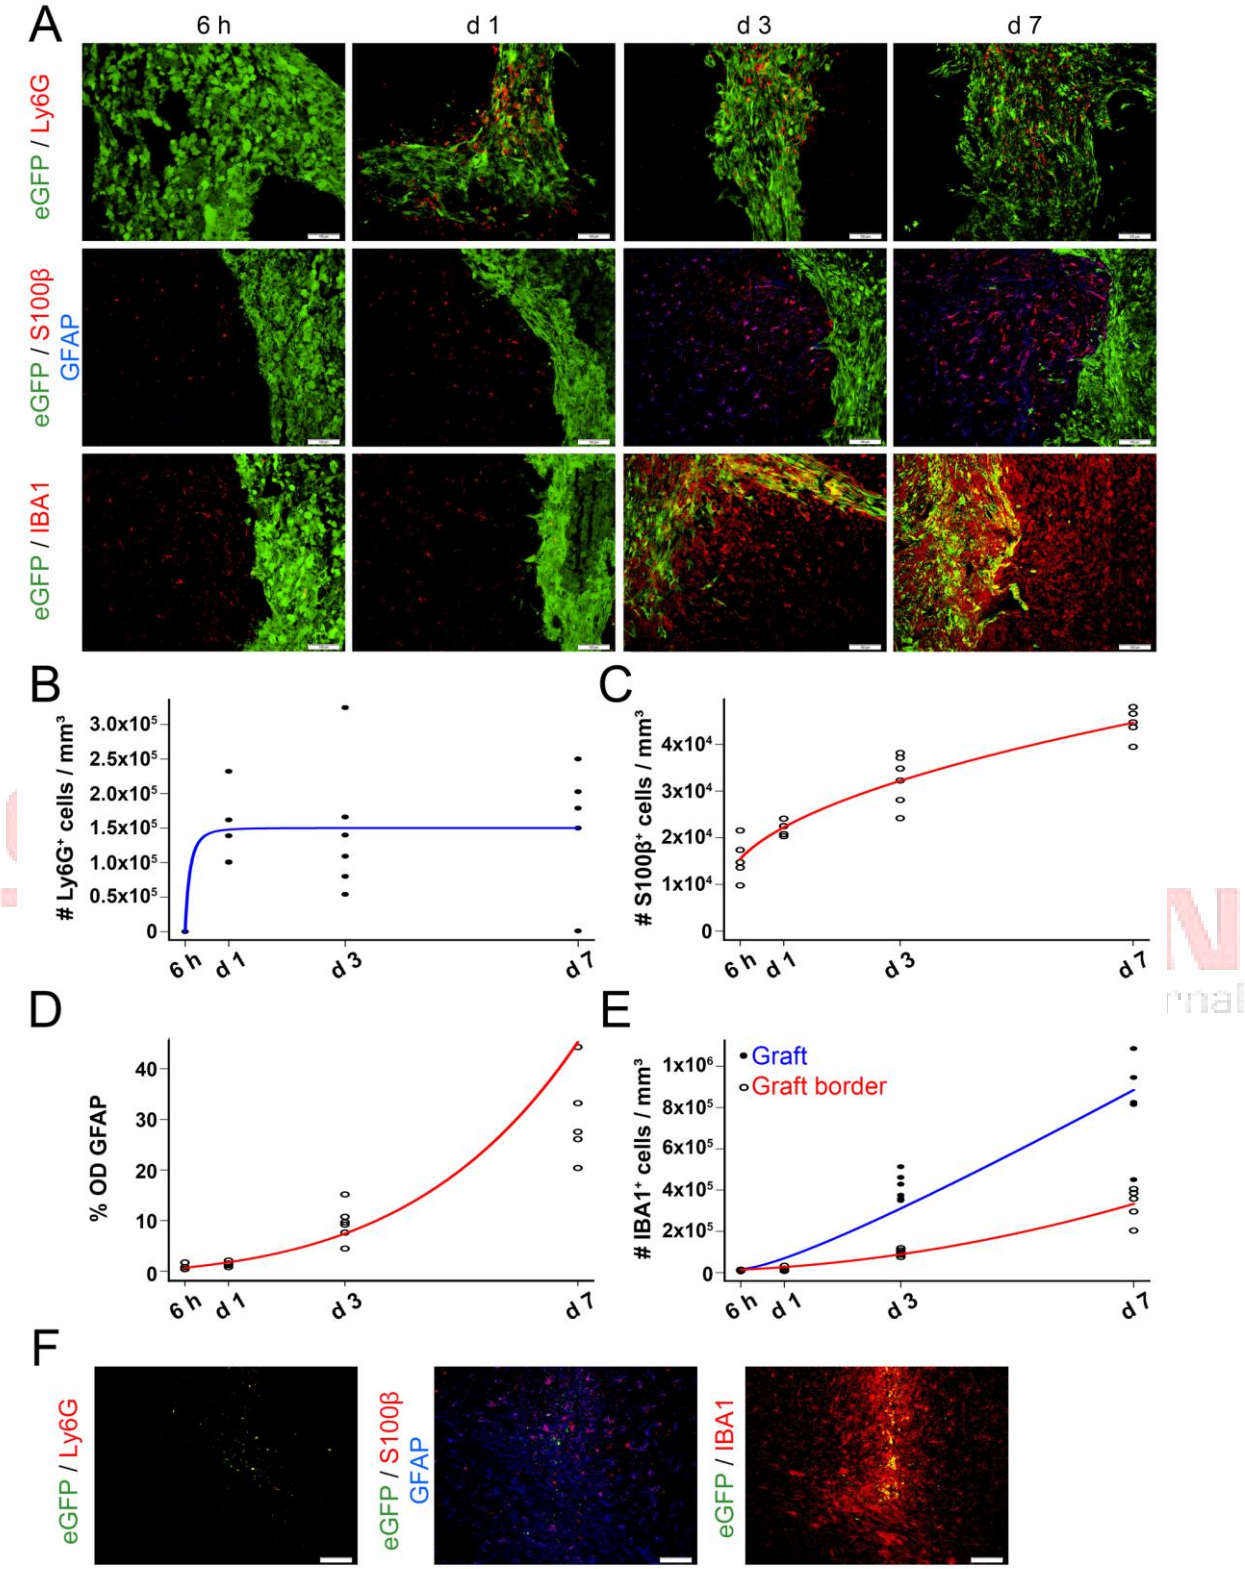 A
6 h
d 1
d 3
d 7
eGFP / Ly6G
eGFP / S100β
GFAP
eGFP / IBA1
B
# Ly6G⁺ cells / mm³
3.0x10⁵
2.5x10⁵
2.0x10⁵
1.5x10⁵
1.0x10⁵
0.5x10⁵
0
6 h
d 1
d 3
d 7
C
# S100β⁺ cells / mm³
4x10⁴
3x10⁴
2x10⁴
1x10⁴
0
6 h
d 1
d 3
d 7
D
% OD GFAP
40
30
20
10
0
6 h
d 1
d 3
d 7
E
# IBA1⁺ cells / mm³
Graft
Graft border
1x10⁶
8x10⁵
6x10⁵
4x10⁵
2x10⁵
0
6 h
d 1
d 3
d 7
F
eGFP / Ly6G
eGFP / S100β
GFAP
eGFP / IBA1
N
rnal